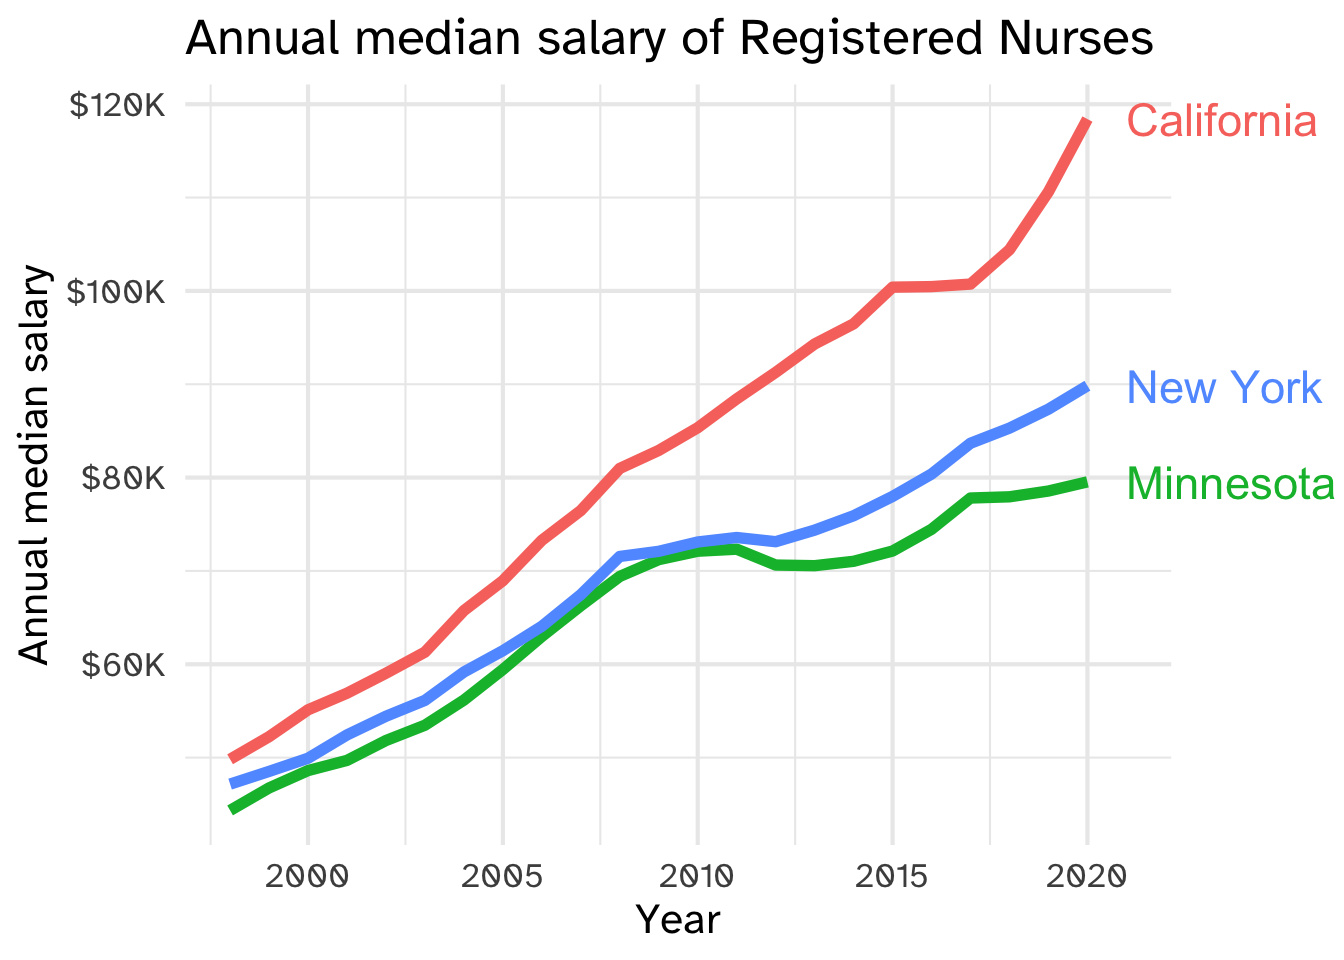 Annual median salary of Registered Nurses
$120K
$100K
$80K
$60K
Annual median salary
California
New York
Minnesota
2000 2005 2010 2015 2020
Year